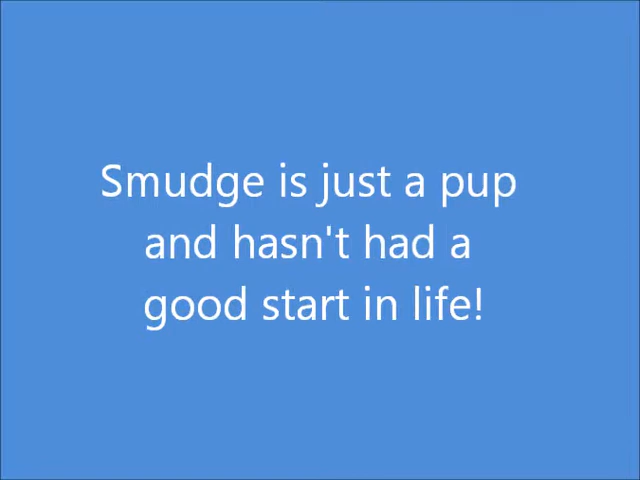 Smudge is just a pup
and hasn't had a
good start in life!